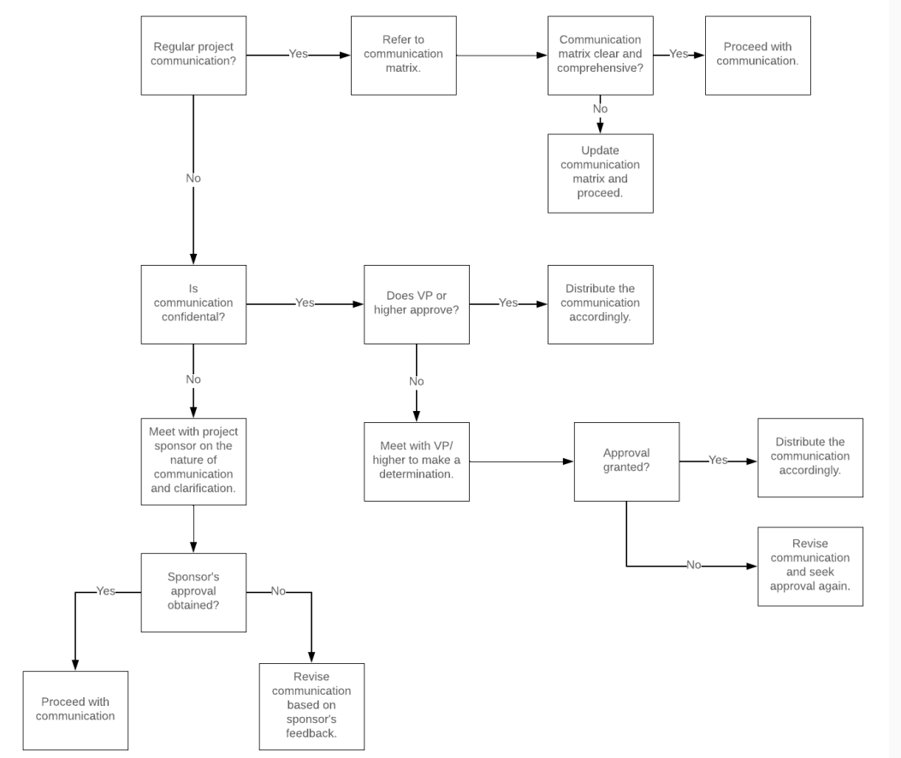 Regular project
communication?
Yes
Refer to
communication
matrix.
Communication
matrix clear and
comprehensive?
Yes
Proceed with
communication.
No
Update
communication
matrix and
proceed.
No
Is
communication
confidental?
Yes
Does VP or
higher approve?
Yes
Distribute the
communication
accordingly.
No
No
Meet with project
sponsor on the
nature of
communication
and clarification.
Meet with VP/
higher to make a
determination.
Approval
granted?
Yes
Distribute the
communication
accordingly.
No
Revise
communication
and seek
approval again.
Sponsor's
approval
obtained?
Yes
No
Proceed with
communication
Revise
communication
based on
sponsor's
feedback.